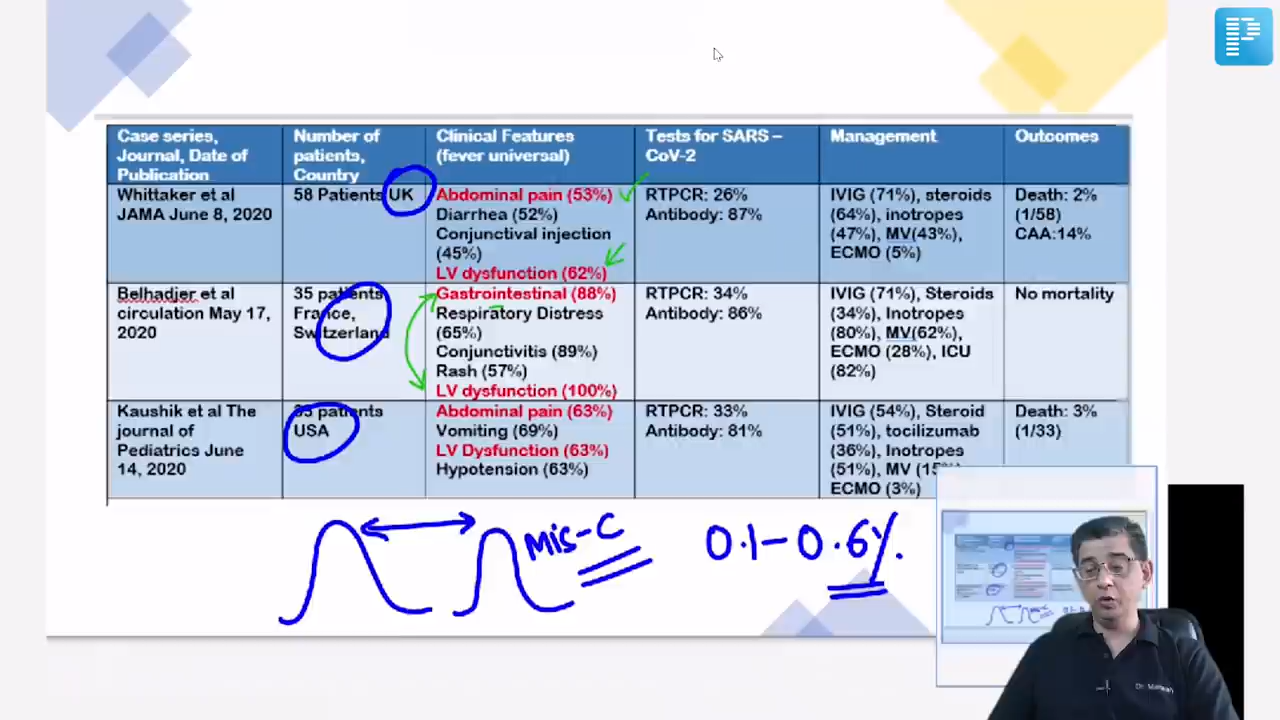 Case series,
Journal, Date of
Publication
Number of
patients,
Country
Clinical Features
(fever universal)
Tests for SARS –
CoV-2
Management
Outcomes
Whittaker et al
JAMA June 8, 2020
58 Patients UK
Abdominal pain (53%)
Diarrhea (52%)
Conjunctival injection
(45%)
LV dysfunction (62%)
RTPCR: 26%
Antibody: 87%
IVIG (71%), steroids
(64%), inotropes
(47%), MV(43%),
ECMO (5%)
Death: 2%
(1/58)
CAA:14%
Belhadjer et al
circulation May 17,
2020
35 patients
France,
Switzerland
Gastrointestinal (88%)
Respiratory Distress
(65%)
Conjunctivitis (89%)
Rash (57%)
LV dysfunction (100%)
RTPCR: 34%
Antibody: 86%
IVIG (71%), Steroids
(34%), Inotropes
(80%), MV(62%),
ECMO (28%), ICU
(82%)
No mortality
Kaushik et al The
journal of
Pediatrics June
14, 2020
33 patients
USA
Abdominal pain (63%)
Vomiting (69%)
LV Dysfunction (63%)
Hypotension (63%)
RTPCR: 33%
Antibody: 81%
IVIG (54%), Steroid
(51%), tocilizumab
(36%), Inotropes
(51%), MV (15%),
ECMO (3%)
Death: 3%
(1/33)
Mis-C
0.1-0.6%.